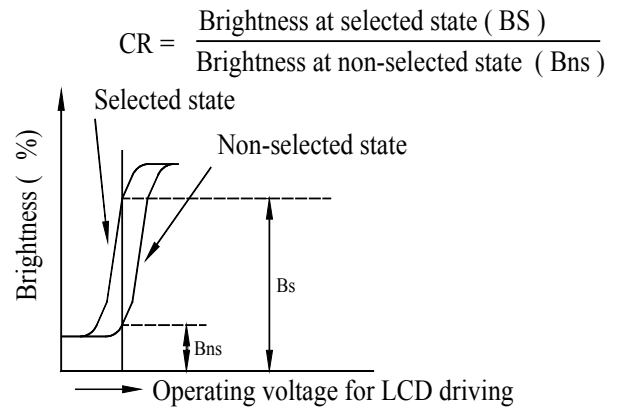 CR = Brightness at selected state ( BS )
Brightness at non-selected state ( Bns )
Selected state
Non-selected state
Brightness ( %)
Bs
Bns
Operating voltage for LCD driving